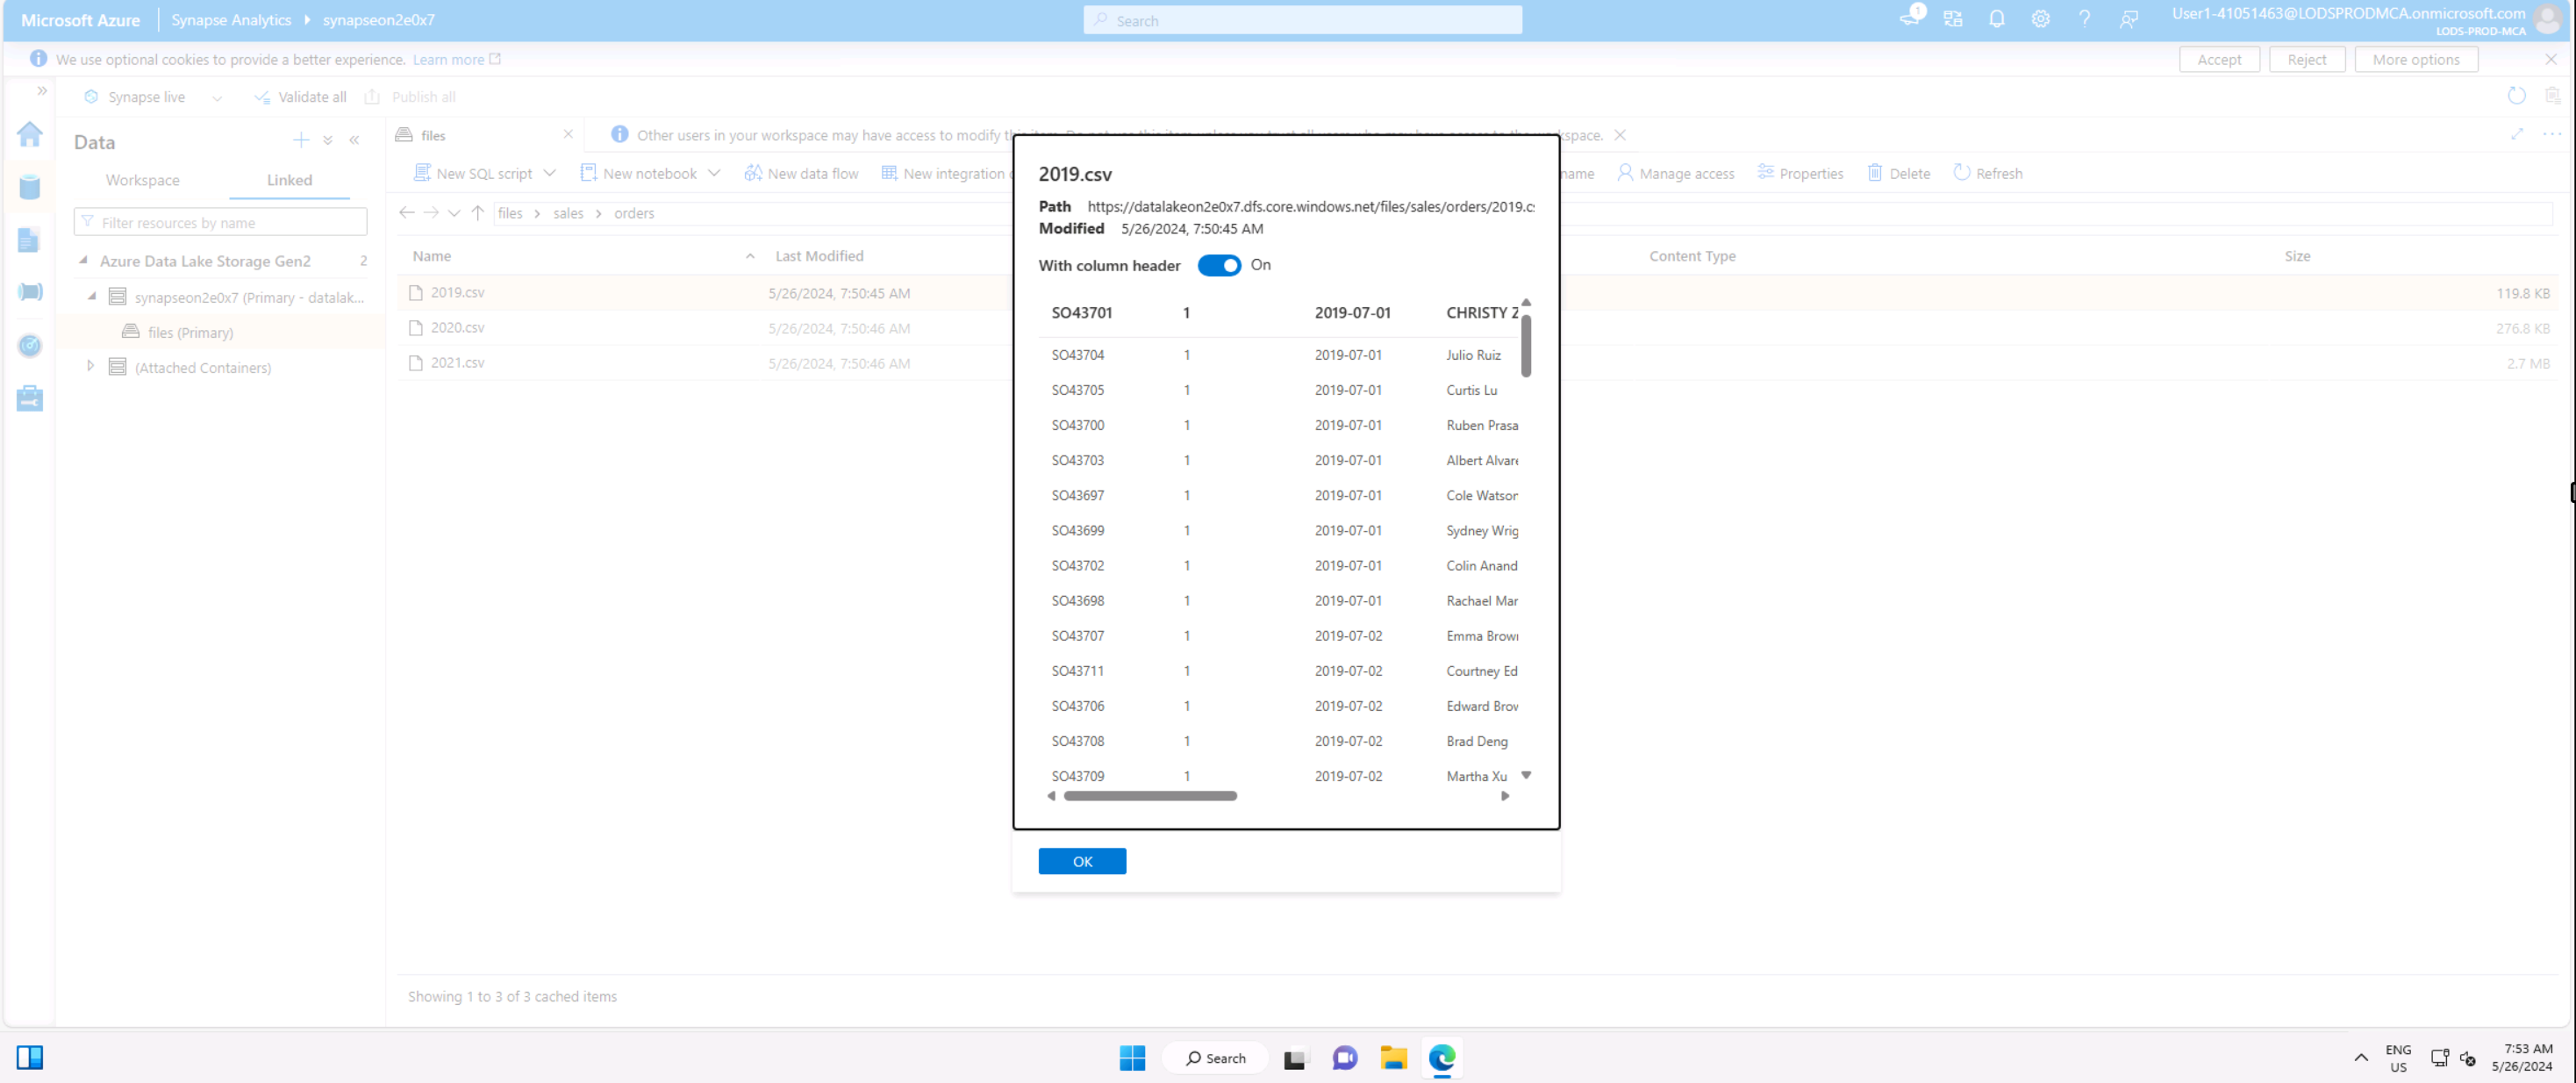 Microsoft Azure | Synapse Analytics synapseon2e0x7 Search 1 User1-41051463@LODSPRODMCA.onmicrosoft.com
LODS-PROD-MCA
We use optional cookies to provide a better experience. Learn more Accept Reject More options
Synapse live Validate all Publish all
Data
Workspace Linked
Filter resources by name
Azure Data Lake Storage Gen2 2
synapseon2e0x7 (Primary - datalak...
files (Primary)
(Attached Containers)
files
Other users in your workspace may have access to modify
kspace.
New SQL script New notebook New data flow New integration
name Manage access Properties Delete Refresh
files > sales > orders
Name Last Modified Content Type Size
2019.csv 5/26/2024, 7:50:45 AM 119.8 KB
2020.csv 5/26/2024, 7:50:46 AM 276.8 KB
2021.csv 5/26/2024, 7:50:46 AM 2.7 MB
Showing 1 to 3 of 3 cached items
2019.csv
Path https://datalakeon2e0x7.dfs.core.windows.net/files/sales/orders/2019.c
Modified 5/26/2024, 7:50:45 AM
With column header On
SO43701 1 2019-07-01 CHRISTY Z
SO43704 1 2019-07-01 Julio Ruiz
SO43705 1 2019-07-01 Curtis Lu
SO43700 1 2019-07-01 Ruben Prasa
SO43703 1 2019-07-01 Albert Alvare
SO43697 1 2019-07-01 Cole Watson
SO43699 1 2019-07-01 Sydney Wrig
SO43702 1 2019-07-01 Colin Anand
SO43698 1 2019-07-01 Rachael Mar
SO43707 1 2019-07-02 Emma Brown
SO43711 1 2019-07-02 Courtney Ed
SO43706 1 2019-07-02 Edward Brow
SO43708 1 2019-07-02 Brad Deng
SO43709 1 2019-07-02 Martha Xu
OK
Search
ENG
US
7:53 AM
5/26/2024